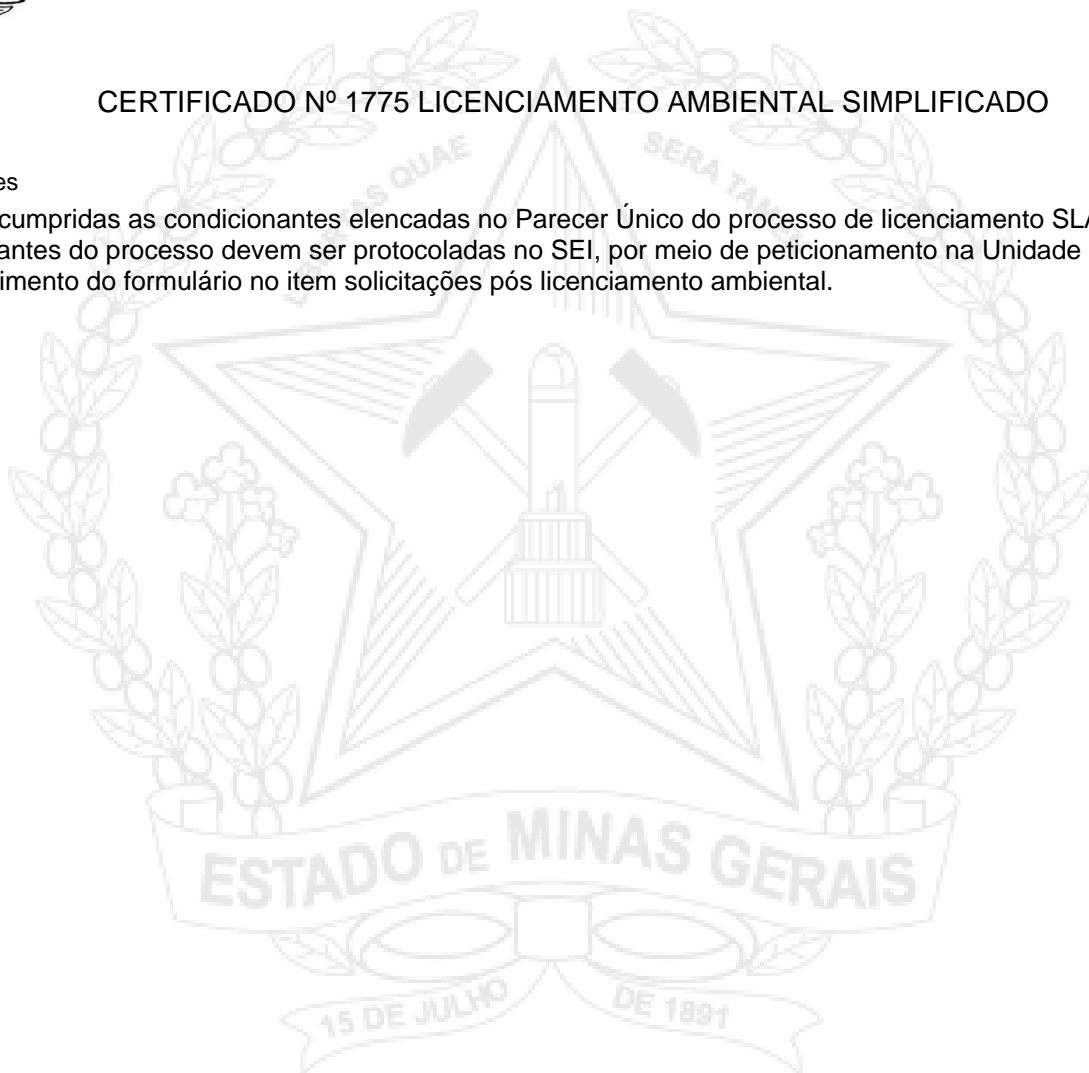 CERTIFICADO Nº 1775 LICENCIAMENTO AMBIENTAL SIMPLIFICADO
es
cumpridas as condicionantes elencadas no Parecer Único do processo de licenciamento SLA
antes do processo devem ser protocoladas no SEI, por meio de peticionamento na Unidade
imento do formulário no item solicitações pós licenciamento ambiental.
QUAE SERA TAMEN
ESTADO DE MINAS GERAIS
15 DE JULHO DE 1891